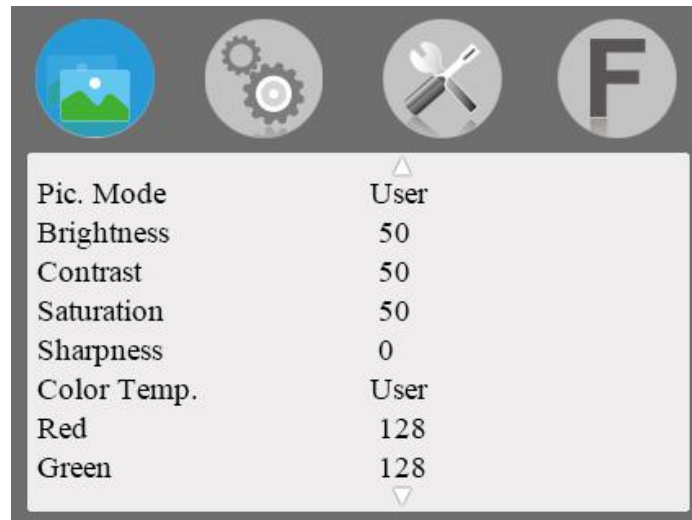 F
Pic. Mode User
Brightness 50
Contrast 50
Saturation 50
Sharpness 0
Color Temp. User
Red 128
Green 128